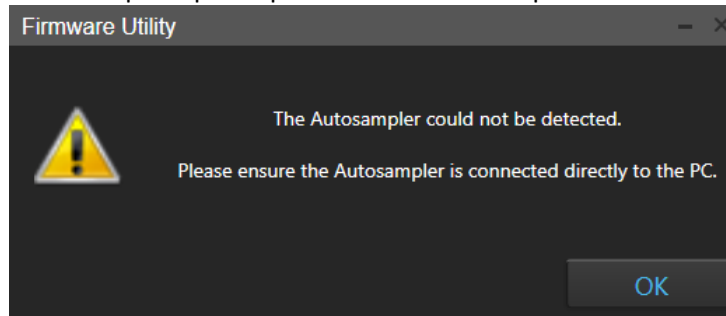 Firmware Utility
The Autosampler could not be detected.
Please ensure the Autosampler is connected directly to the PC.
OK